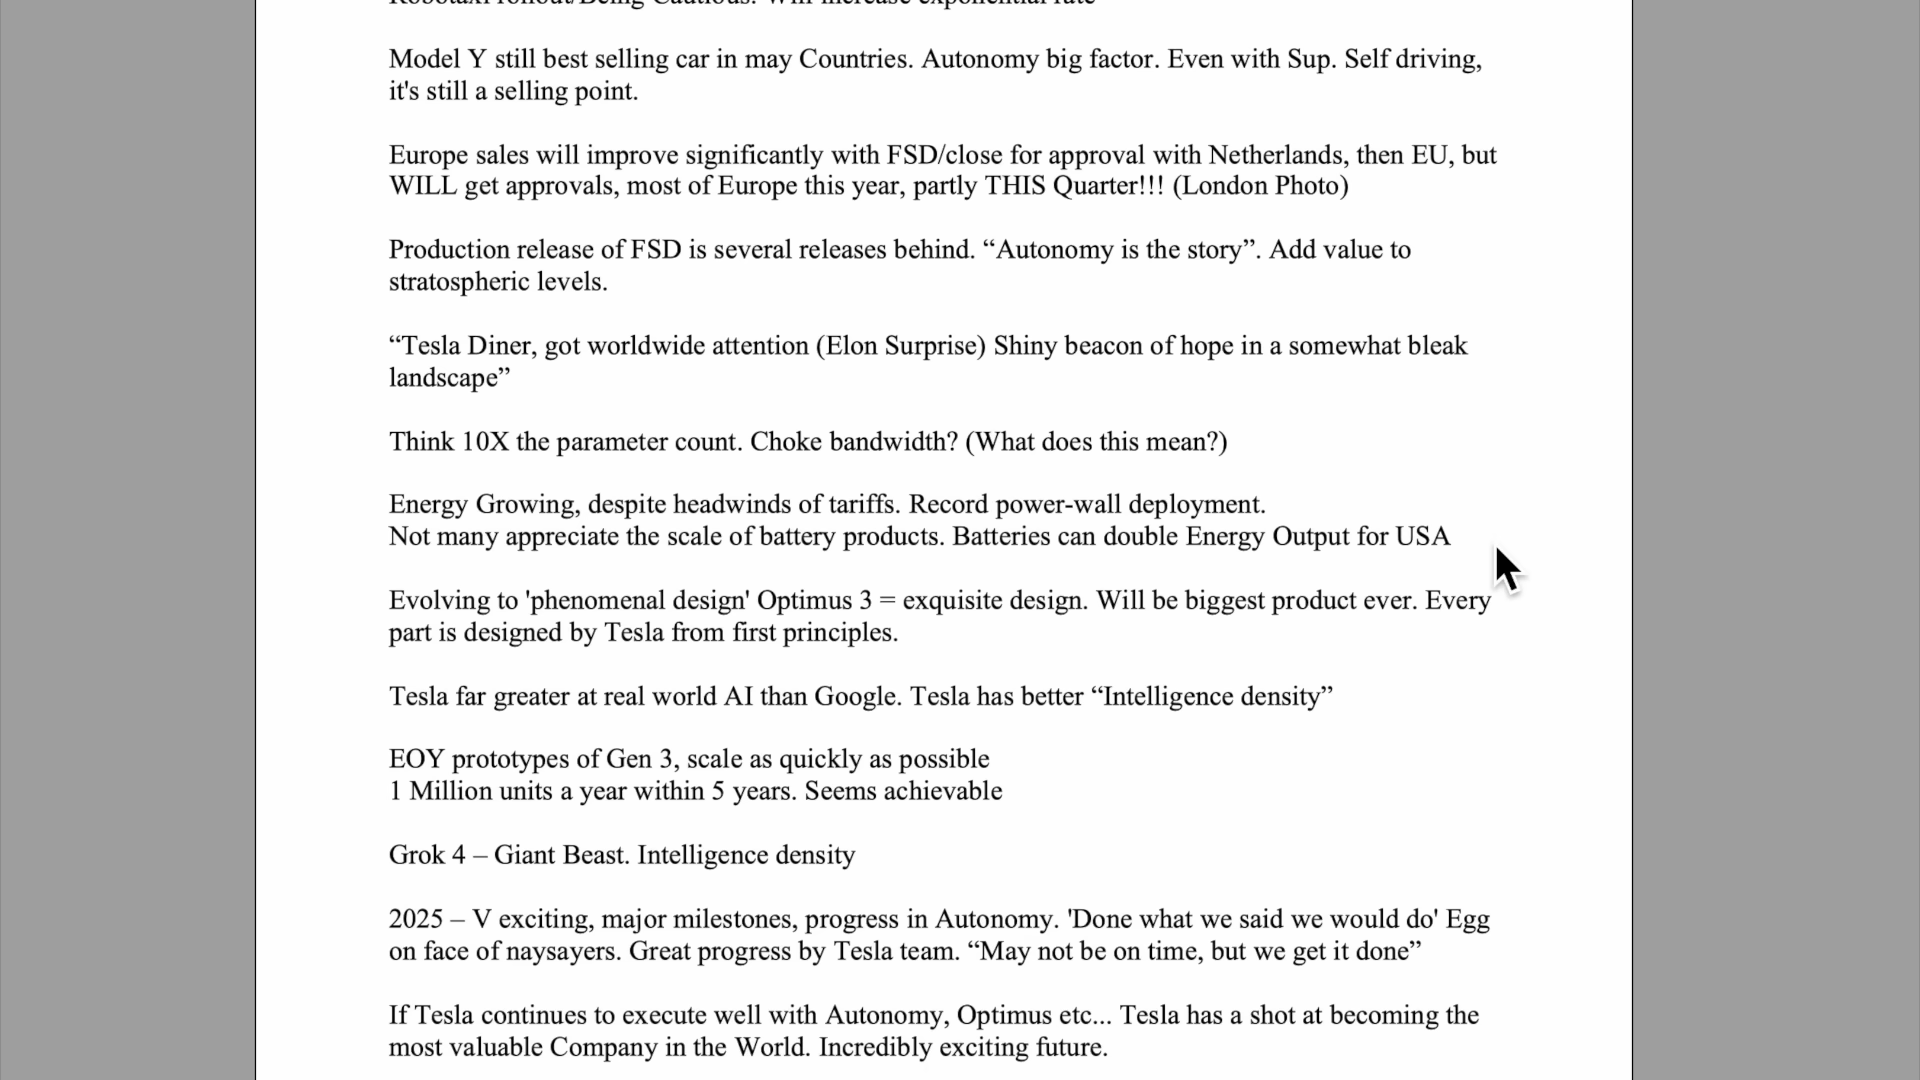 Robotaxi rollout/Being Cautious. Will increase exponential rate
Model Y still best selling car in may Countries. Autonomy big factor. Even with Sup. Self driving,
it's still a selling point.
Europe sales will improve significantly with FSD/close for approval with Netherlands, then EU, but
WILL get approvals, most of Europe this year, partly THIS Quarter!!! (London Photo)
Production release of FSD is several releases behind. “Autonomy is the story”. Add value to
stratospheric levels.
“Tesla Diner, got worldwide attention (Elon Surprise) Shiny beacon of hope in a somewhat bleak
landscape”
Think 10X the parameter count. Choke bandwidth? (What does this mean?)
Energy Growing, despite headwinds of tariffs. Record power-wall deployment.
Not many appreciate the scale of battery products. Batteries can double Energy Output for USA
Evolving to 'phenomenal design' Optimus 3 = exquisite design. Will be biggest product ever. Every
part is designed by Tesla from first principles.
Tesla far greater at real world AI than Google. Tesla has better “Intelligence density”
EOY prototypes of Gen 3, scale as quickly as possible
1 Million units a year within 5 years. Seems achievable
Grok 4 – Giant Beast. Intelligence density
2025 – V exciting, major milestones, progress in Autonomy. 'Done what we said we would do' Egg
on face of naysayers. Great progress by Tesla team. “May not be on time, but we get it done”
If Tesla continues to execute well with Autonomy, Optimus etc... Tesla has a shot at becoming the
most valuable Company in the World. Incredibly exciting future.